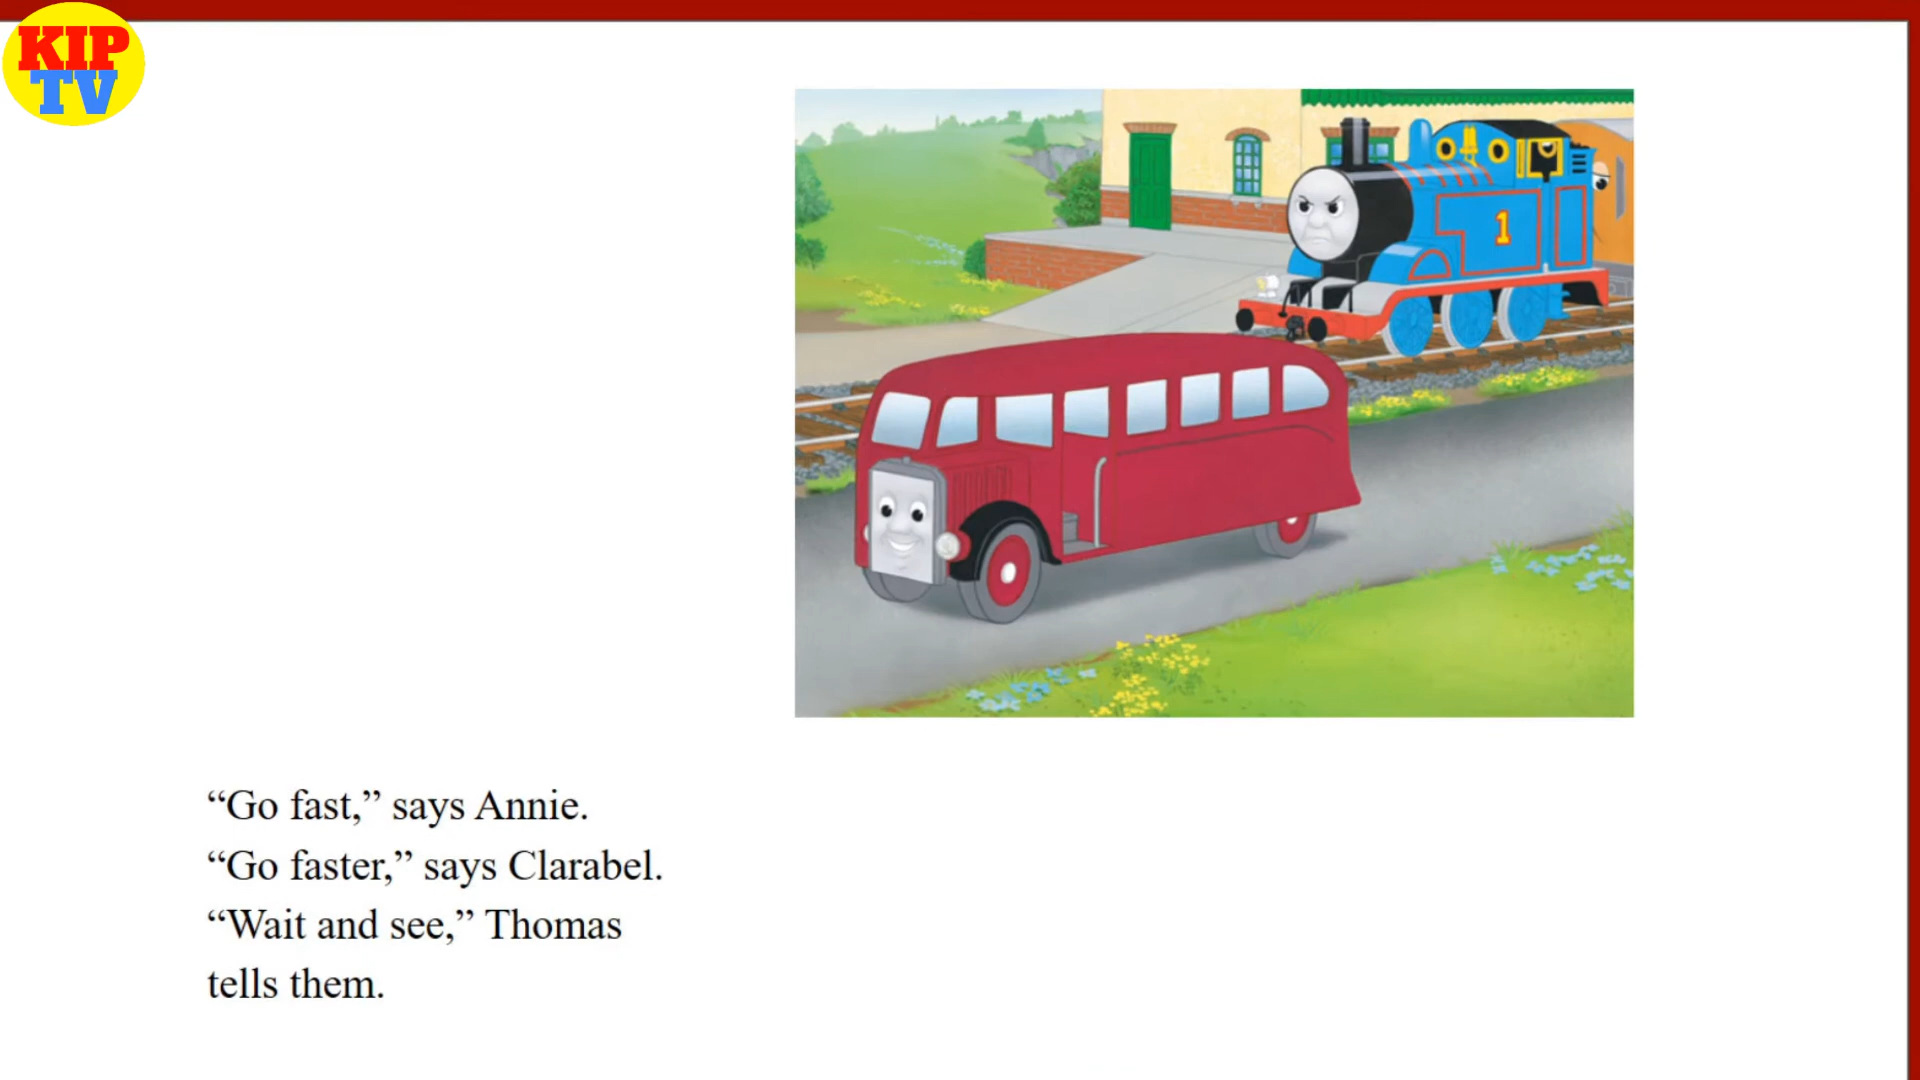 KIP
TV
1
“Go fast,” says Annie.
“Go faster,” says Clarabel.
“Wait and see,” Thomas
tells them.